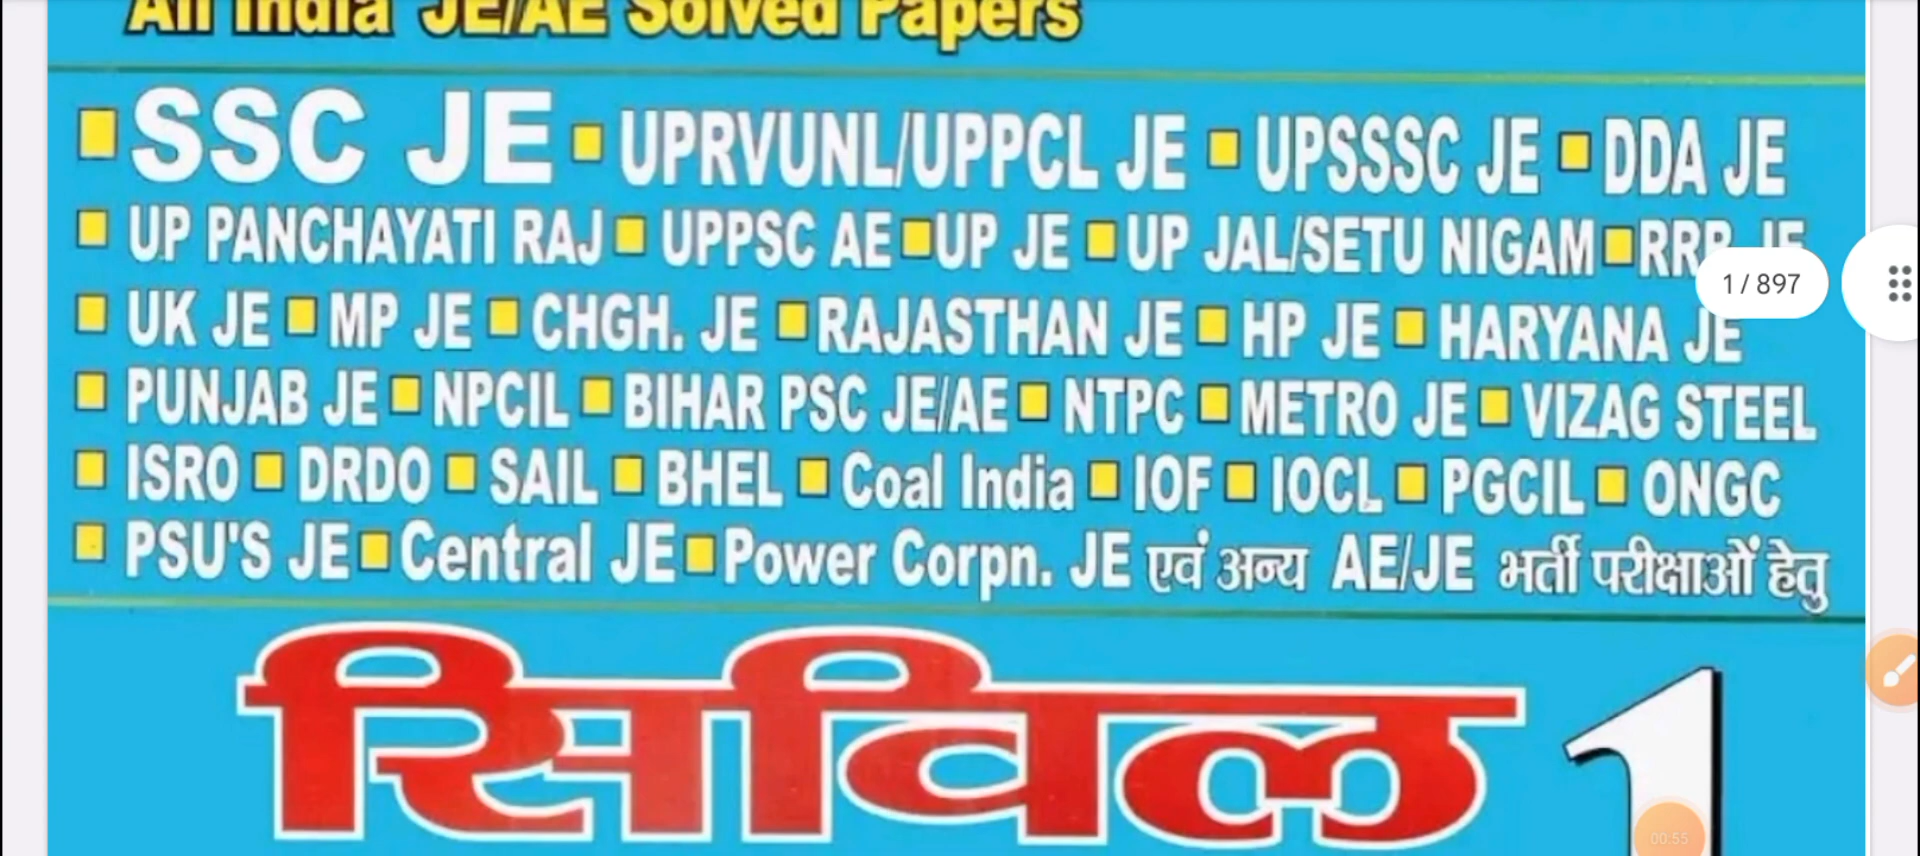 All India JE/AE Solved Papers
SSC JE UPRVUNL/UPPCL JE UPSSSC JE DDA JE
UP PANCHAYATI RAJ UPPSC AE UP JE UP JAL/SETU NIGAM RRB JE
1 / 897
UK JE MP JE CHGH. JE RAJASTHAN JE HP JE HARYANA JE
PUNJAB JE NPCIL BIHAR PSC JE/AE NTPC METRO JE VIZAG STEEL
ISRO DRDO SAIL BHEL Coal India IOF IOCL PGCIL ONGC
PSU'S JE Central JE Power Corpn. JE एवं अन्य AE/JE भर्ती परीक्षाओं हेतु
सिविल 1
00:55